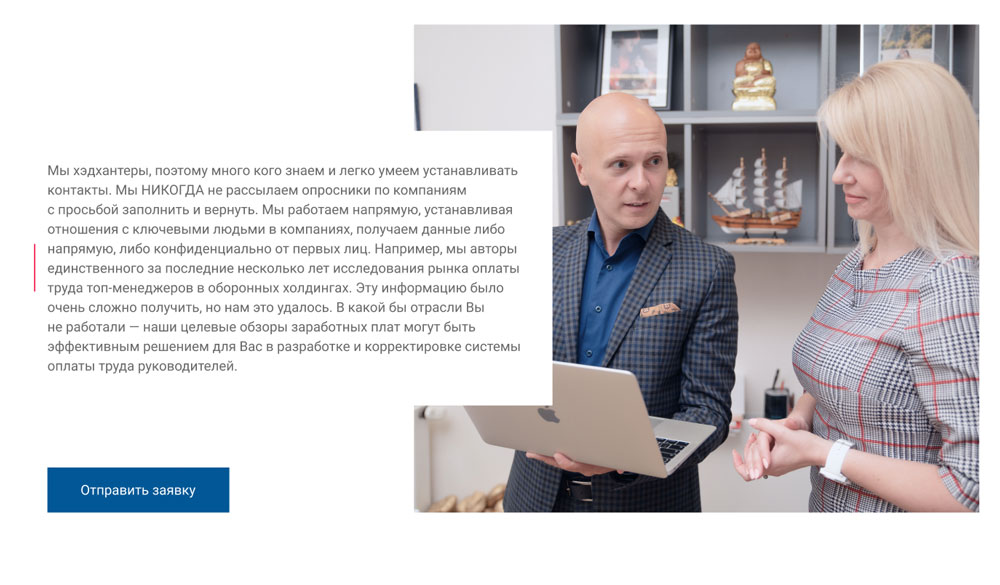 Мы хэдхантеры, поэтому много кого знаем и легко умеем устанавливать
контакты. Мы НИКОГДА не рассылаем опросники по компаниям
с просьбой заполнить и вернуть. Мы работаем напрямую, устанавливая
отношения с ключевыми людьми в компаниях, получаем данные либо
напрямую, либо конфиденциально от первых лиц. Например, мы авторы
единственного за последние несколько лет исследования рынка оплаты
труда топ-менеджеров в оборонных холдингах. Эту информацию было
очень сложно получить, но нам это удалось. В какой бы отрасли Вы
не работали — наши целевые обзоры заработных плат могут быть
эффективным решением для Вас в разработке и корректировке системы
оплаты труда руководителей.
Отправить заявку